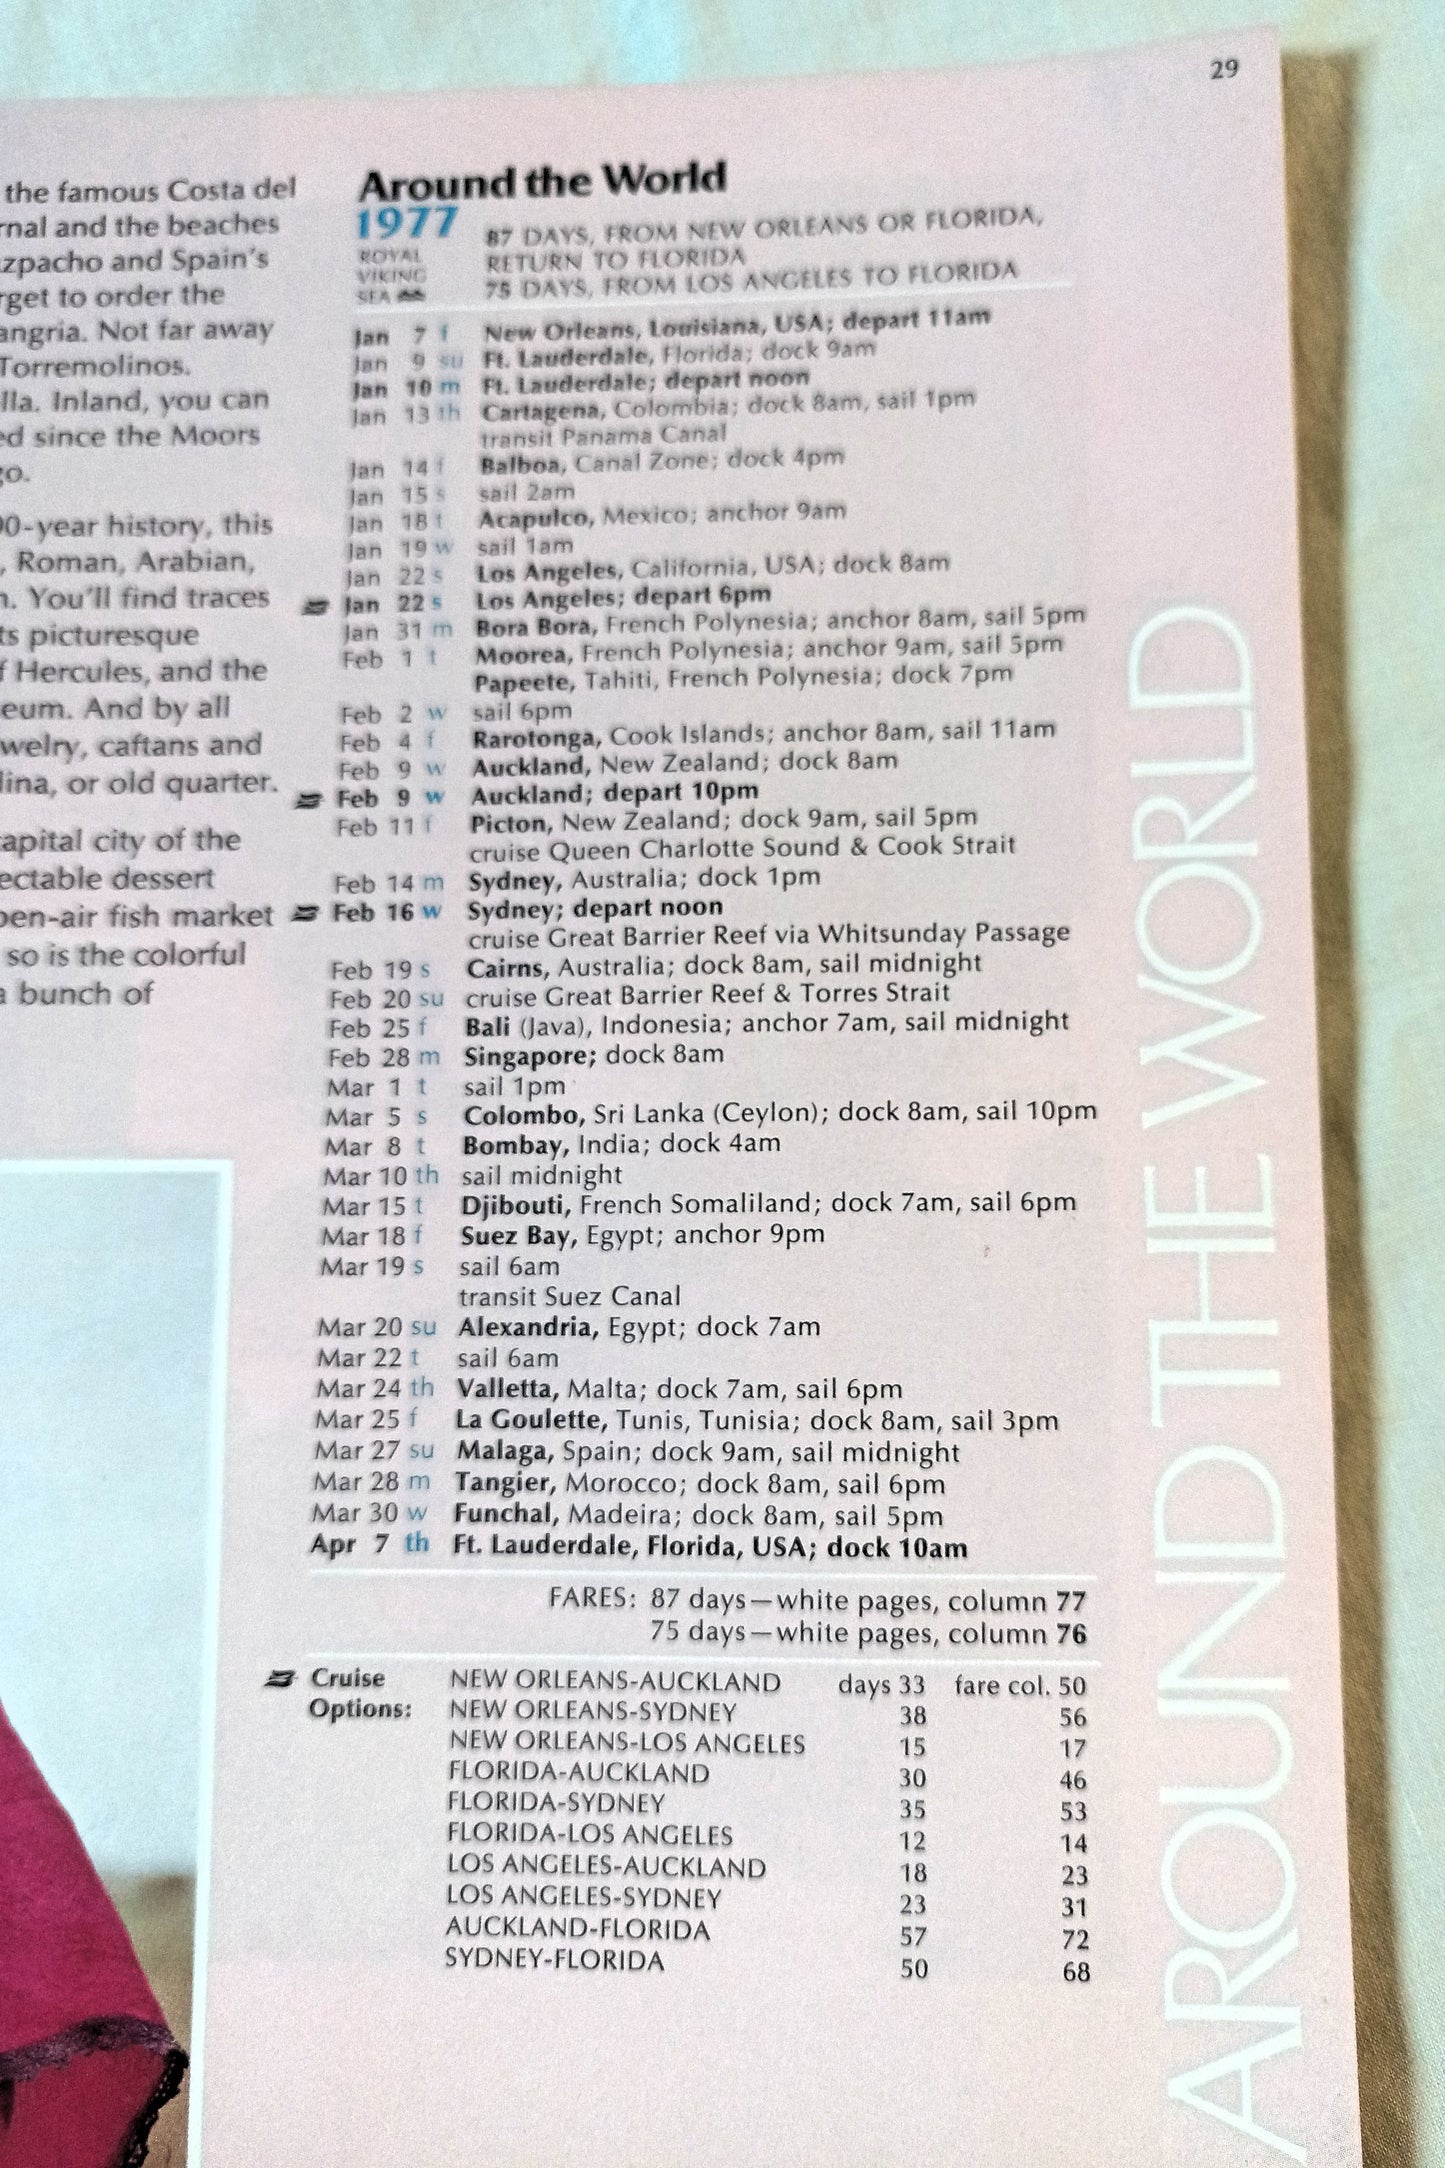 29
the famous Costa del
rnal and the beaches
zpacho and Spain's
rget to order the
angria. Not far away
Torremolinos.
lla. Inland, you can
ed since the Moors
go.
00-year history, this
, Roman, Arabian,
n. You'll find traces
ts picturesque
f Hercules, and the
eum. And by all
welry, caftans and
lina, or old quarter.
capital city of the
ectable dessert
pen-air fish market
so is the colorful
a bunch of
Around the World
1977
ROYAL
VIKING
SEA
87 DAYS, FROM NEW ORLEANS OR FLORIDA,
RETURN TO FLORIDA
75 DAYS, FROM LOS ANGELES TO FLORIDA
Jan 7 f New Orleans, Louisiana, USA; depart 11am
Jan 9 su Ft. Lauderdale, Florida; dock 9am
Jan 10 m Ft. Lauderdale; depart noon
Jan 13 th Cartagena, Colombia; dock 8am, sail 1pm
transit Panama Canal
Jan 14 f Balboa, Canal Zone; dock 4pm
Jan 15 s sail 2am
Jan 18 t Acapulco, Mexico; anchor 9am
Jan 19 w sail 1am
Jan 22 s Los Angeles, California, USA; dock 8am
Jan 22 s Los Angeles; depart 6pm
Jan 31 m Bora Bora, French Polynesia; anchor 8am, sail 5pm
Feb 1 t Moorea, French Polynesia; anchor 9am, sail 5pm
Papeete, Tahiti, French Polynesia; dock 7pm
Feb 2 w sail 6pm
Feb 4 f Rarotonga, Cook Islands; anchor 8am, sail 11am
Feb 9 w Auckland, New Zealand; dock 8am
Feb 9 w Auckland; depart 10pm
Feb 11 f Picton, New Zealand; dock 9am, sail 5pm
cruise Queen Charlotte Sound & Cook Strait
Feb 14 m Sydney, Australia; dock 1pm
Feb 16 w Sydney; depart noon
cruise Great Barrier Reef via Whitsunday Passage
Feb 19 s Cairns, Australia; dock 8am, sail midnight
Feb 20 su cruise Great Barrier Reef & Torres Strait
Feb 25 f Bali (Java), Indonesia; anchor 7am, sail midnight
Feb 28 m Singapore; dock 8am
Mar 1 t sail 1pm
Mar 5 s Colombo, Sri Lanka (Ceylon); dock 8am, sail 10pm
Mar 8 t Bombay, India; dock 4am
Mar 10 th sail midnight
Mar 15 t Djibouti, French Somaliland; dock 7am, sail 6pm
Mar 18 f Suez Bay, Egypt; anchor 9pm
Mar 19 s sail 6am
transit Suez Canal
Mar 20 su Alexandria, Egypt; dock 7am
Mar 22 t sail 6am
Mar 24 th Valletta, Malta; dock 7am, sail 6pm
Mar 25 f La Goulette, Tunis, Tunisia; dock 8am, sail 3pm
Mar 27 su Malaga, Spain; dock 9am, sail midnight
Mar 28 m Tangier, Morocco; dock 8am, sail 6pm
Mar 30 w Funchal, Madeira; dock 8am, sail 5pm
Apr 7 th Ft. Lauderdale, Florida, USA; dock 10am
FARES: 87 days—white pages, column 77
75 days—white pages, column 76
Cruise Options: NEW ORLEANS-AUCKLAND days 33 fare col. 50
NEW ORLEANS-SYDNEY 38 56
NEW ORLEANS-LOS ANGELES 15 17
FLORIDA-AUCKLAND 30 46
FLORIDA-SYDNEY 35 53
FLORIDA-LOS ANGELES 12 14
LOS ANGELES-AUCKLAND 18 23
LOS ANGELES-SYDNEY 23 31
AUCKLAND-FLORIDA 57 72
SYDNEY-FLORIDA 50 68
AROUND THE WORLD